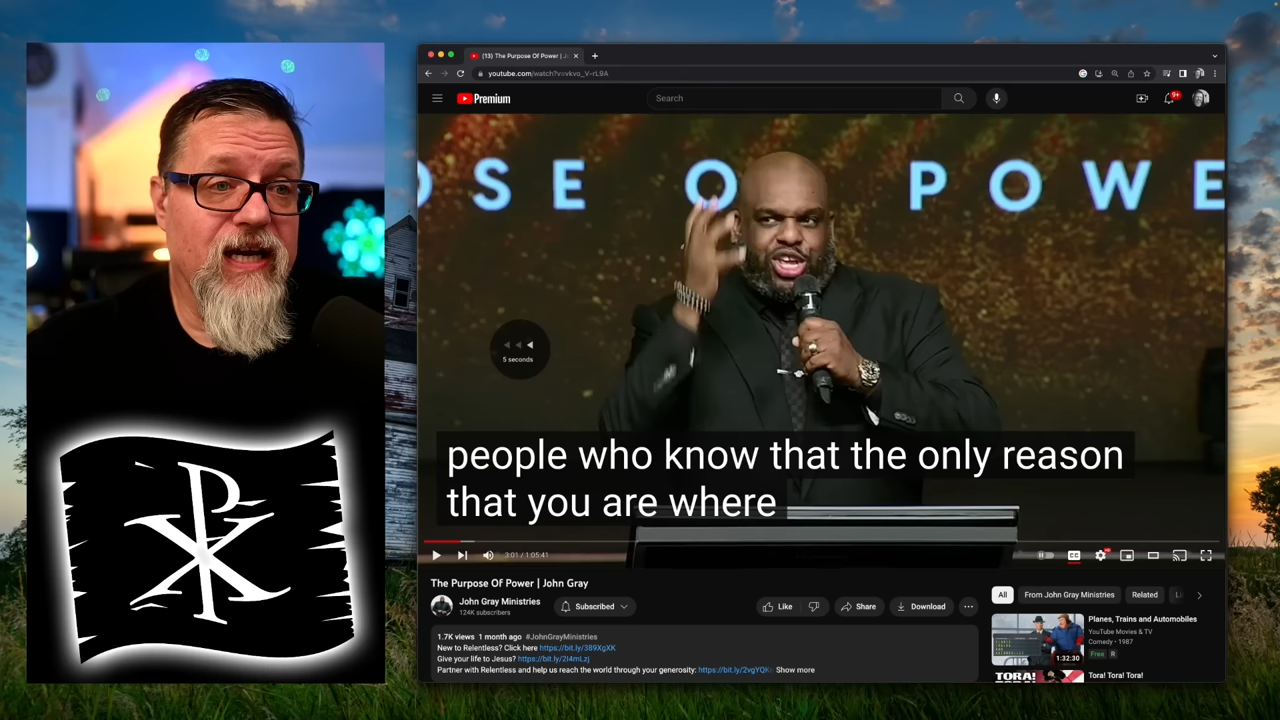 (13) The Purpose Of Power | J
youtube.com/watch?v=vkvo_V-rL9A
Premium
Search
9+
OSE OF POWE
5 seconds
people who know that the only reason
that you are where
3:01 / 1:05:41
CC
The Purpose Of Power | John Gray
John Gray Ministries
124K subscribers
Subscribed
Like
Share
Download
1.7K views 1 month ago #JohnGrayMinistries
New to Relentless? Click here https://bit.ly/389XgXK
Give your life to Jesus? https://bit.ly/2I4mLzj
Partner with Relentless and help us reach the world through your generosity: https://bit.ly/2vgYQK
Show more
All
From John Gray Ministries
Related
Li
Planes, Trains and Automobiles
YouTube Movies & TV
Comedy • 1987
Free R
1:32:30
TORA! TORA!
Tora! Tora! Tora!